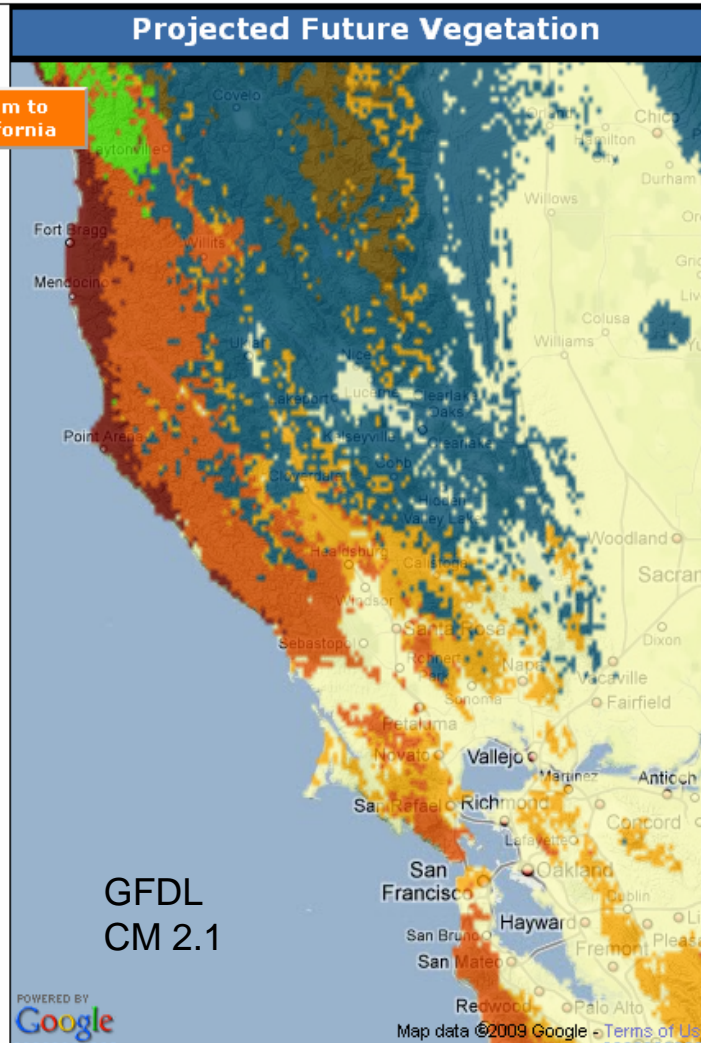 Projected Future Vegetation
m to
fornia
Covelo
Orland
Chico
Hamilton
City
Durham
Laytonville
Willows
Fort Bragg
Willits
Mendocino
Colusa
Williams
Ukiah
Nice
Lucerne
Lakeport
Clearlake
Oaks
Kelseyville
Clearlake
Point Arena
Cobb
Cloverdale
Hidden
Valley Lake
Woodland
Healdsburg
Calistoga
Sacran
Windsor
Sebastopol
Santa Rosa
Dixon
Rohnert
Park
Napa
Vacaville
Sonoma
Fairfield
Petaluma
Novato
Vallejo
Martinez
Antioch
San Rafael
Richmond
Concord
Lafayette
San
Francisco
Oakland
GFDL
CM 2.1
Dublin
Hayward
San Bruno
Pleasa
Fremont
San Mateo
POWERED BY
Google
Redwood
Palo Alto
Map data ©2009 Google - Terms of Us